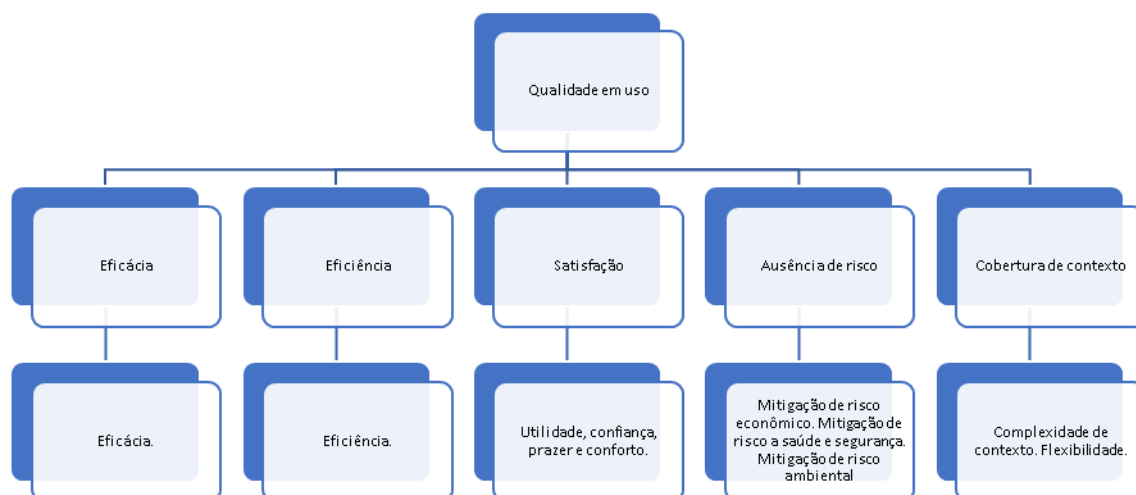 Qualidade em uso
Eficácia
Eficiência
Satisfação
Ausência de risco
Cobertura de contexto
Eficácia.
Eficiência.
Utilidade, confiança,
prazer e conforto.
Mitigação de risco
econômico. Mitigação de
risco a saúde e segurança.
Mitigação de risco
ambiental
Complexidade de
contexto. Flexibilidade.